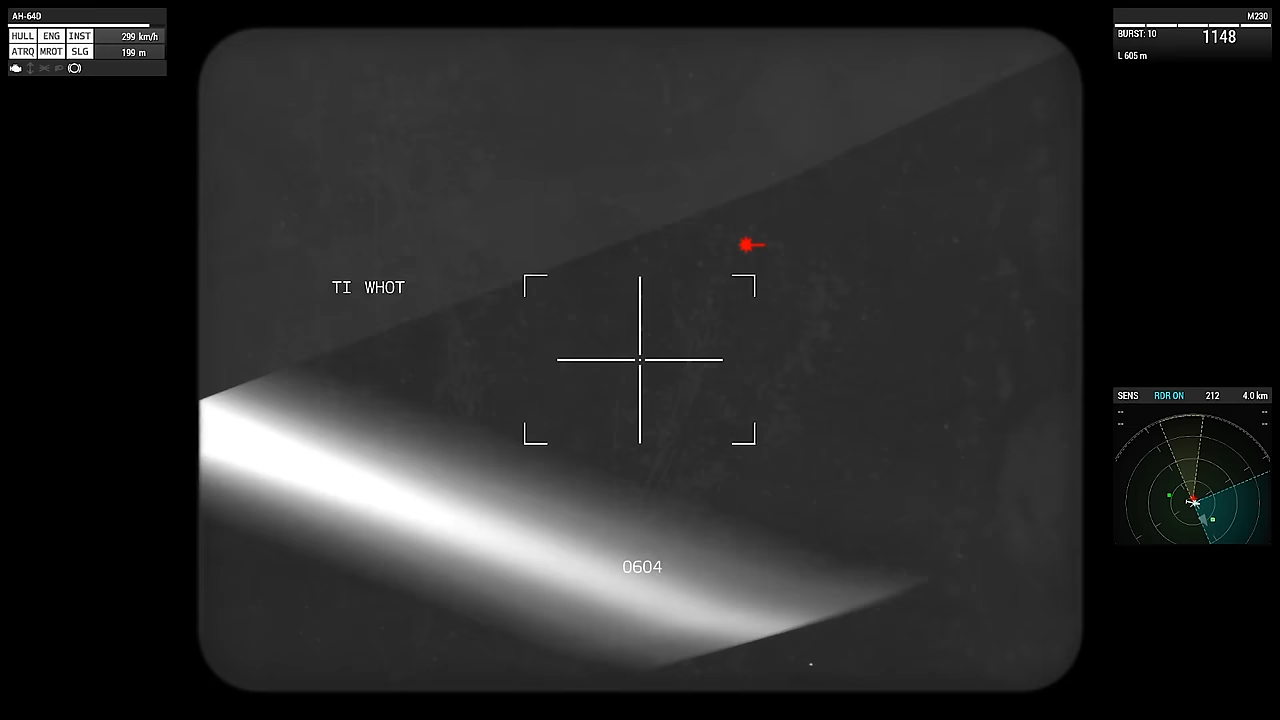 AH-64D
HULL ENG INST 299 km/h
ATRQ MROT SLG 199 m
M230
BURST: 10 1148
L 605 m
TI WHOT
0604
SENS RDR ON 212 4.0 km
-- --
-- --